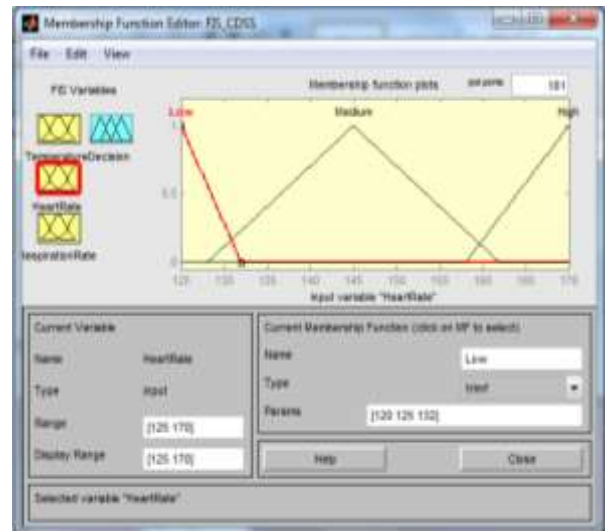 Membership Function Editor: FIS_CDSS
File Edit View
FIS Variables
Membership function plots
plot points:
181
Temperature
Decision
HeartRate
RespirationRate
Low
Medium
High
1
0.5
0
125 130 135 140 145 150 155 160 165 170
input variable "HeartRate"
Current Variable
Name HeartRate
Type input
Range [125 170]
Display Range [125 170]
Current Membership Function (click on MF to select)
Name Low
Type trimf
Params [120 125 132]
Help Close
Selected variable "HeartRate"